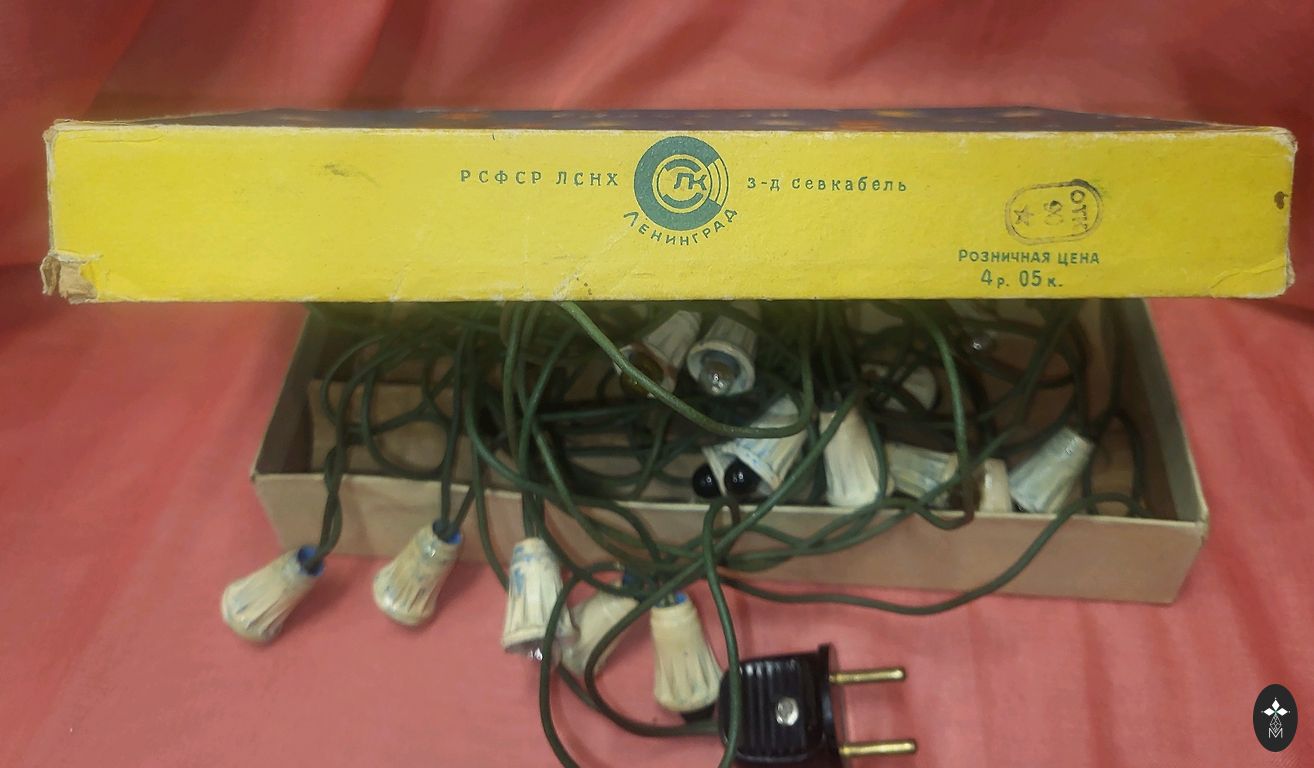 РСФСР ЛСНХ
СЛК
з-д севкабель
ЛЕНИНГРАД
ОТК
РОЗНИЧНАЯ ЦЕНА
4р. 05к.
М